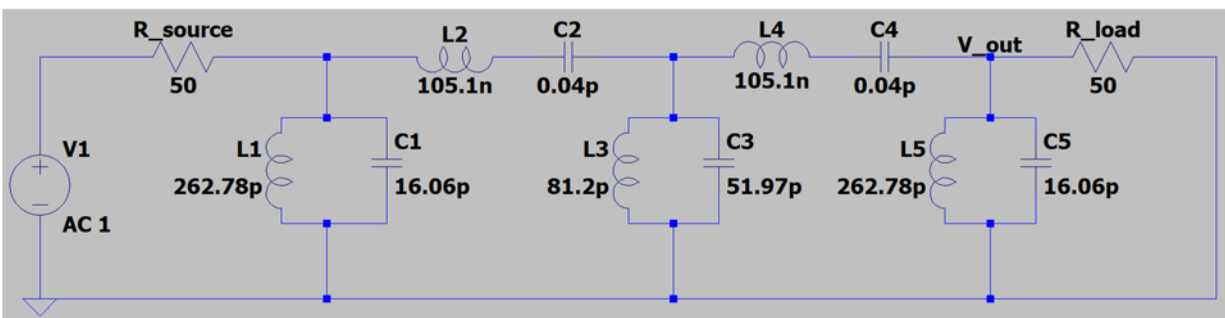 R_source
50
L2
105.1n
C2
0.04p
L4
105.1n
C4
0.04p
V_out
R_load
50
V1
AC 1
L1
262.78p
C1
16.06p
L3
81.2p
C3
51.97p
L5
262.78p
C5
16.06p